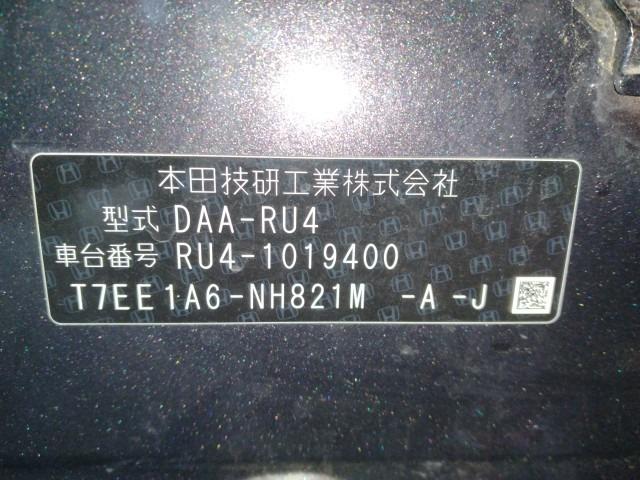 本田技研工業株式会社
型式 DAA-RU4
車台番号 RU4-1019400
T7EE1A6-NH821M -A-J